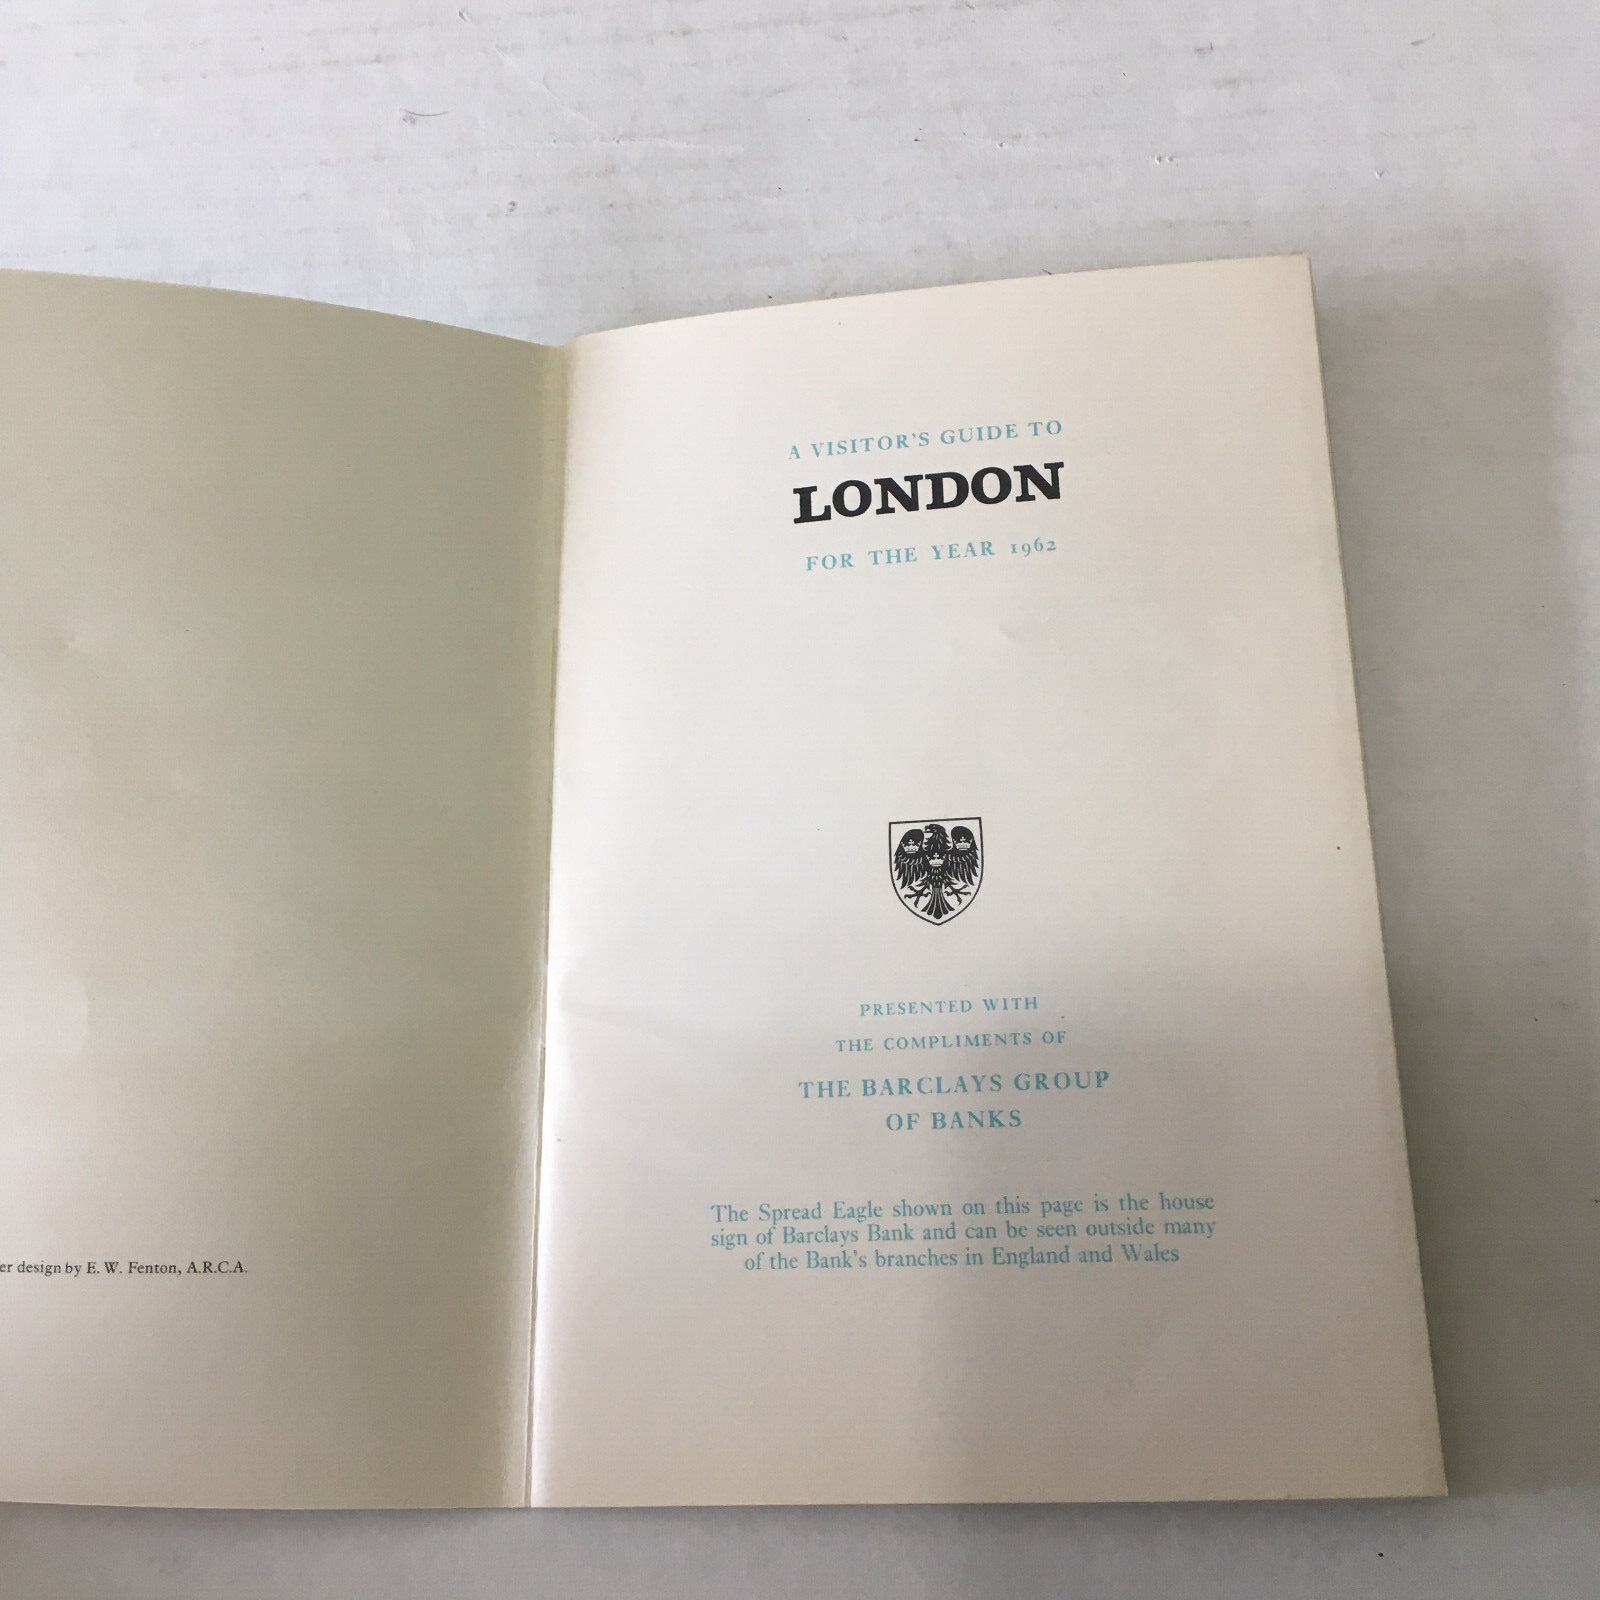 design by E. W. Fenton, A.R.C.A.
A VISITOR'S GUIDE TO
LONDON
FOR THE YEAR 1962
PRESENTED WITH
THE COMPLIMENTS OF
THE BARCLAYS GROUP
OF BANKS
The Spread Eagle shown on this page is the house
sign of Barclays Bank and can be seen outside many
of the Bank's branches in England and Wales